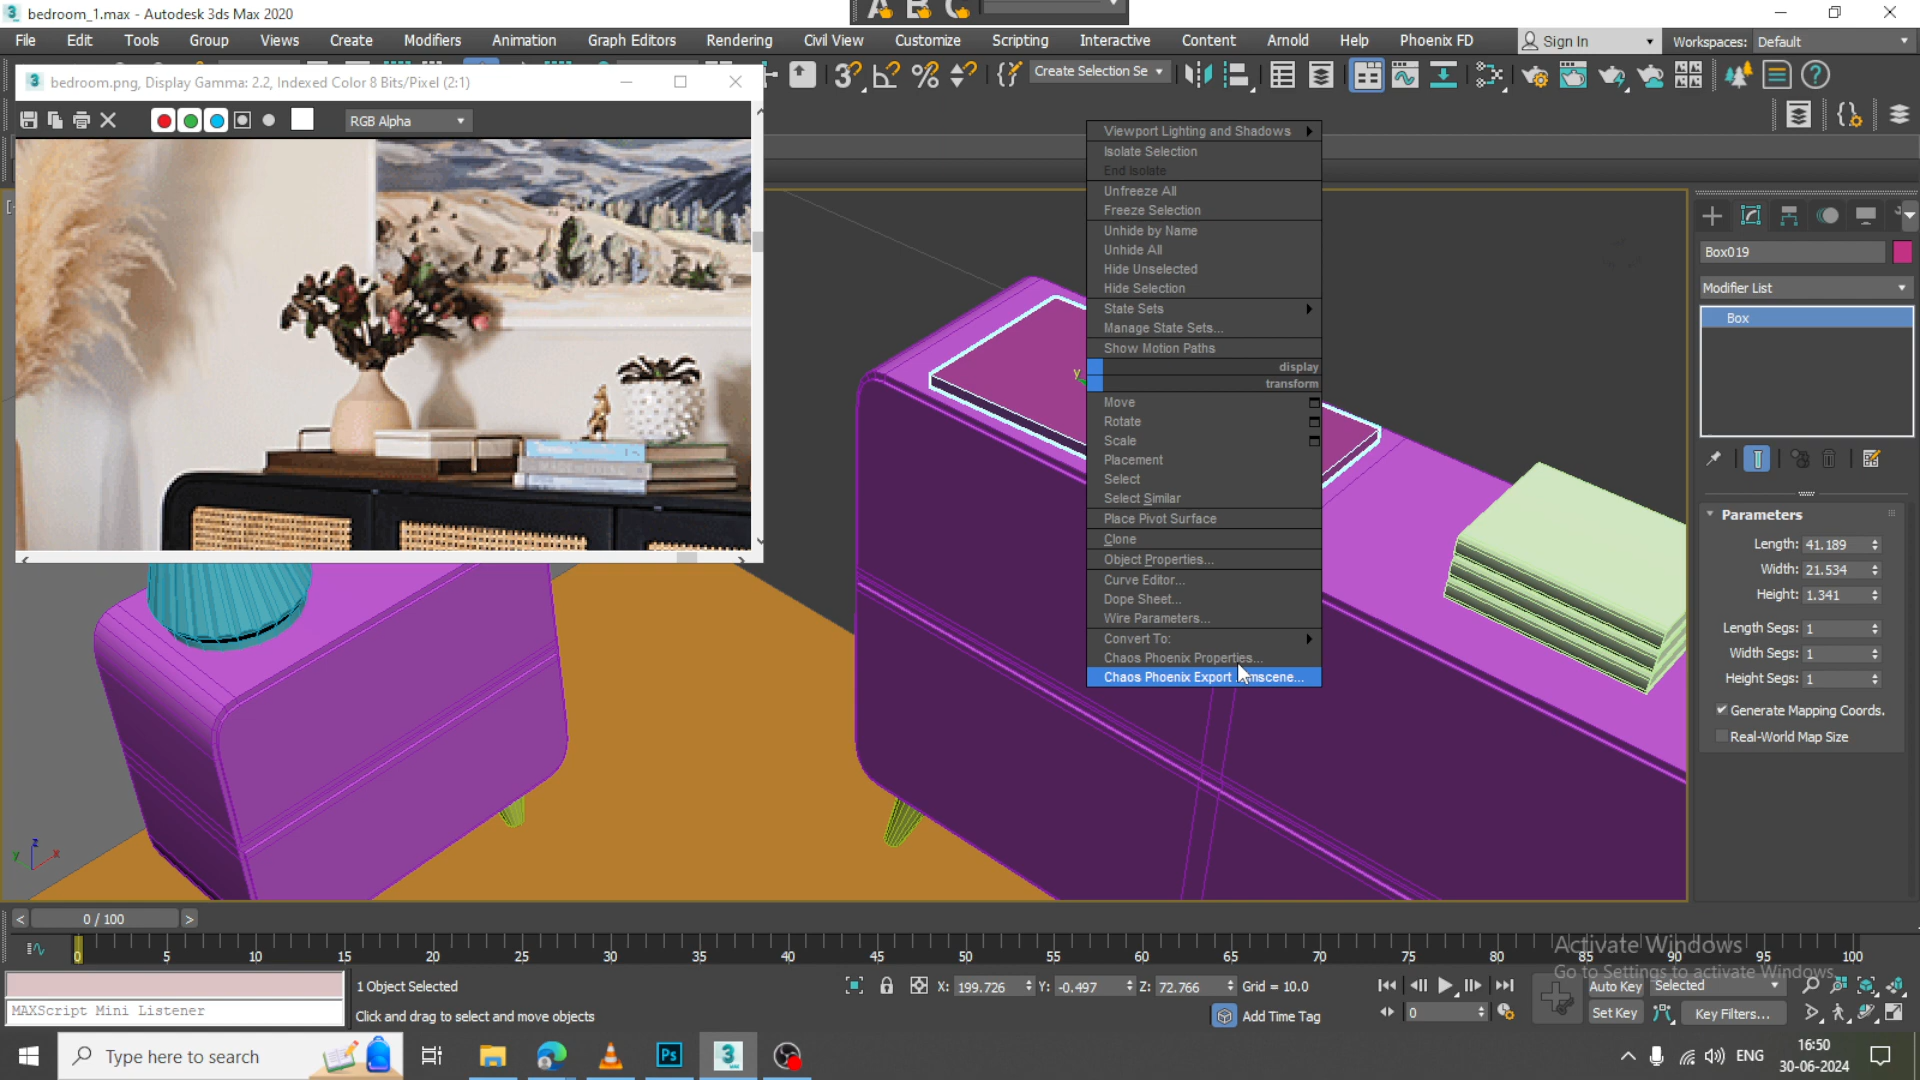 bedroom_1.max - Autodesk 3ds Max 2020
File Edit Tools Group Views Create Modifiers Animation Graph Editors Rendering Civil View Customize Scripting Interactive Content Arnold Help Phoenix FD
Sign In
Workspaces: Default
bedroom.png, Display Gamma: 2.2, Indexed Color 8 Bits/Pixel (2:1)
Create Selection Se
RGB Alpha
Viewport Lighting and Shadows
Isolate Selection
End Isolate
Unfreeze All
Freeze Selection
Unhide by Name
Unhide All
Hide Unselected
Hide Selection
State Sets
Manage State Sets...
Show Motion Paths
display
transform
Move
Rotate
Scale
Placement
Select
Select Similar
Place Pivot Surface
Clone
Object Properties...
Curve Editor...
Dope Sheet...
Wire Parameters...
Convert To:
Chaos Phoenix Properties...
Chaos Phoenix Export
Box019
Modifier List
Box
Parameters
Length: 41.189
Width: 21.534
Height: 1.341
Length Segs: 1
Width Segs: 1
Height Segs: 1
Generate Mapping Coords.
Real-World Map Size
y
z
y x
< 0 / 100 >
0 5 10 15 20 25 30 35 40 45 50 55 60 65 70 75 80 85 90 95 100
Activate Windows
Go to Settings to activate Windows.
1 Object Selected
X: 199.726 Y: -0.497 Z: 72.766 Grid = 10.0
Auto Key Selected
MAXScript Mini Listener
Click and drag to select and move objects
Add Time Tag
0
Set Key Key Filters...
Type here to search
Ps
3
ENG
16:50
30-06-2024